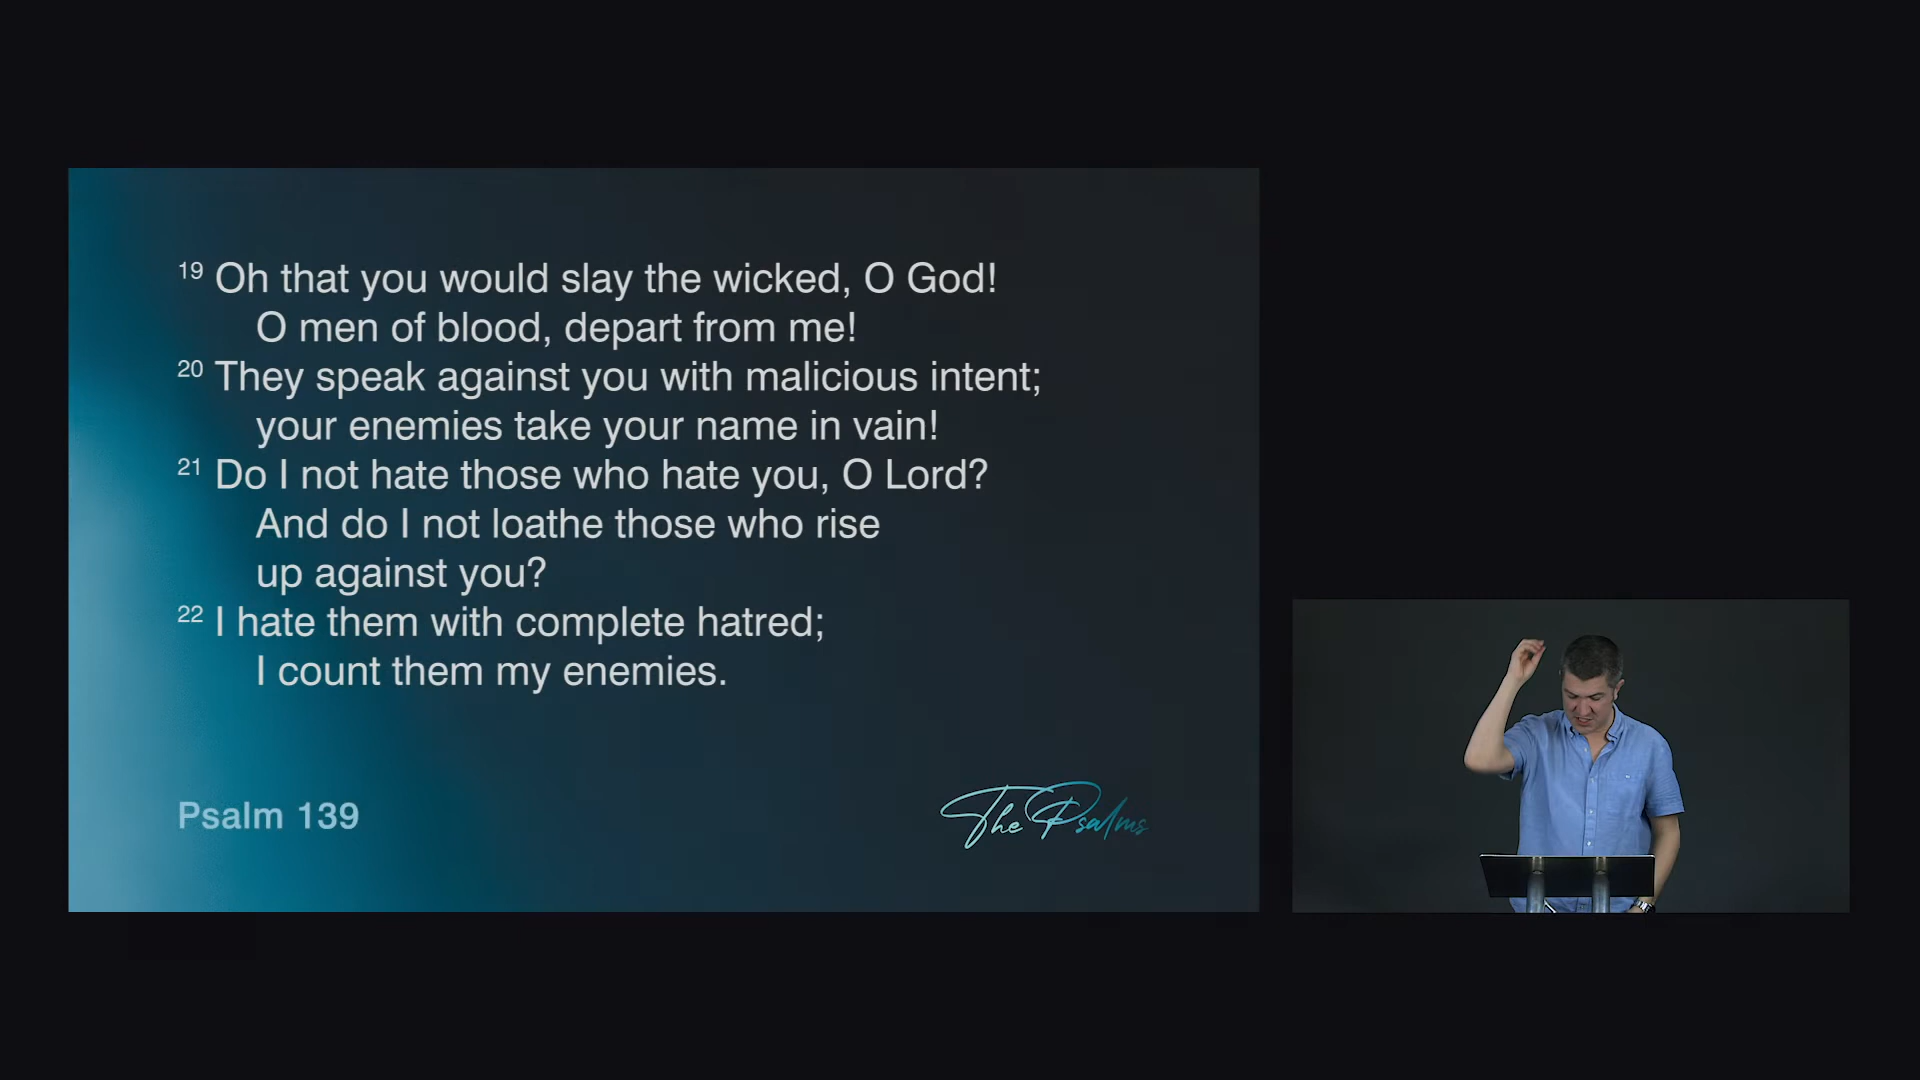 19 Oh that you would slay the wicked, O God!
O men of blood, depart from me!
20 They speak against you with malicious intent;
your enemies take your name in vain!
21 Do I not hate those who hate you, O Lord?
And do I not loathe those who rise
up against you?
22 I hate them with complete hatred;
I count them my enemies.
Psalm 139
The Psalms